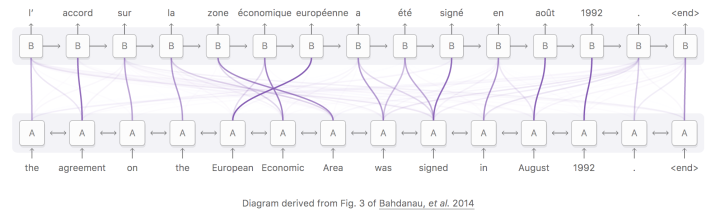 l' accord sur la zone économique européenne a été signé en août 1992 . <end>
B B B B B B B B B B B B B B
A A A A A A A A A A A A A A
the agreement on the European Economic Area was signed in August 1992 . <end>
Diagram derived from Fig. 3 of Bahdanau, et al. 2014